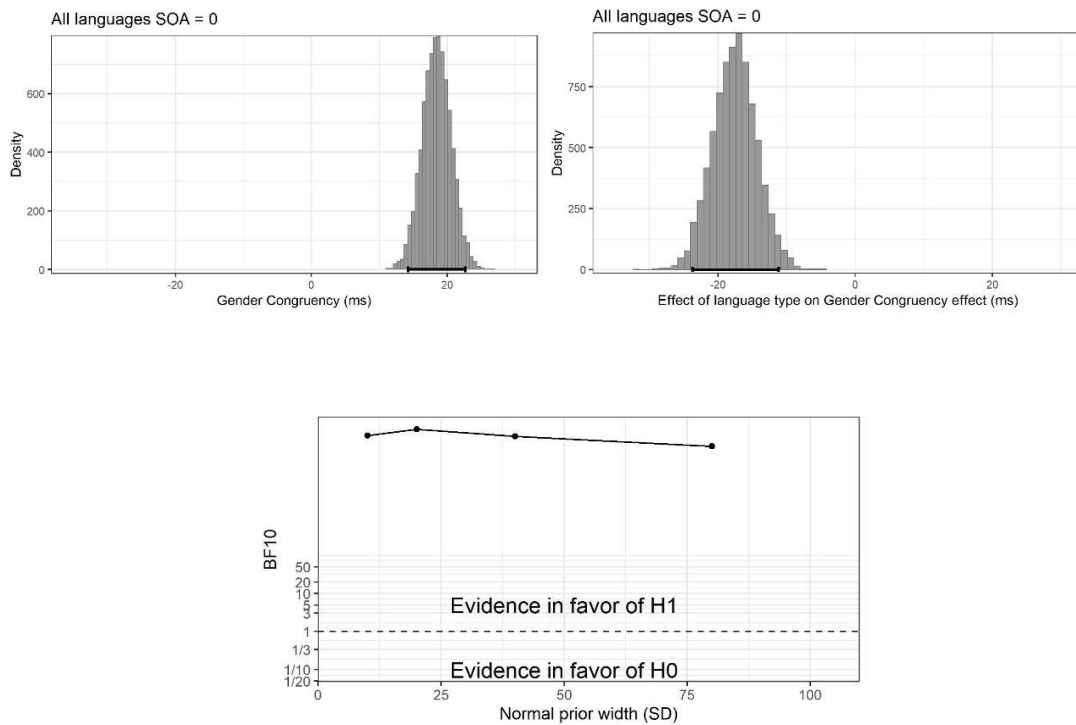 All languages SOA = 0
Density
600
400
200
0
-20
0
20
Gender Congruency (ms)
All languages SOA = 0
Density
750
500
250
0
-20
0
20
Effect of language type on Gender Congruency effect (ms)
BF10
50
20
10
5
3
1
1/3
1/10
1/20
Evidence in favor of H1
Evidence in favor of H0
0
25
50
75
100
Normal prior width (SD)